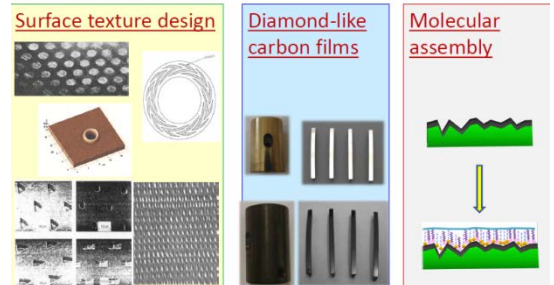 Surface texture design
Diamond-like
carbon films
Molecular
assembly